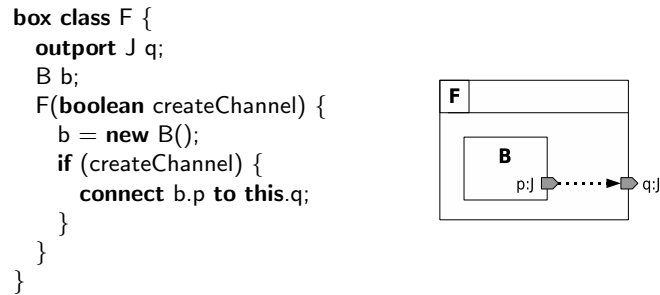 box class F {
outport J q;
B b;
F(boolean createChannel) {
b = new B();
if (createChannel) {
connect b.p to this.q;
}
}
}
F
B
p:J
q:J